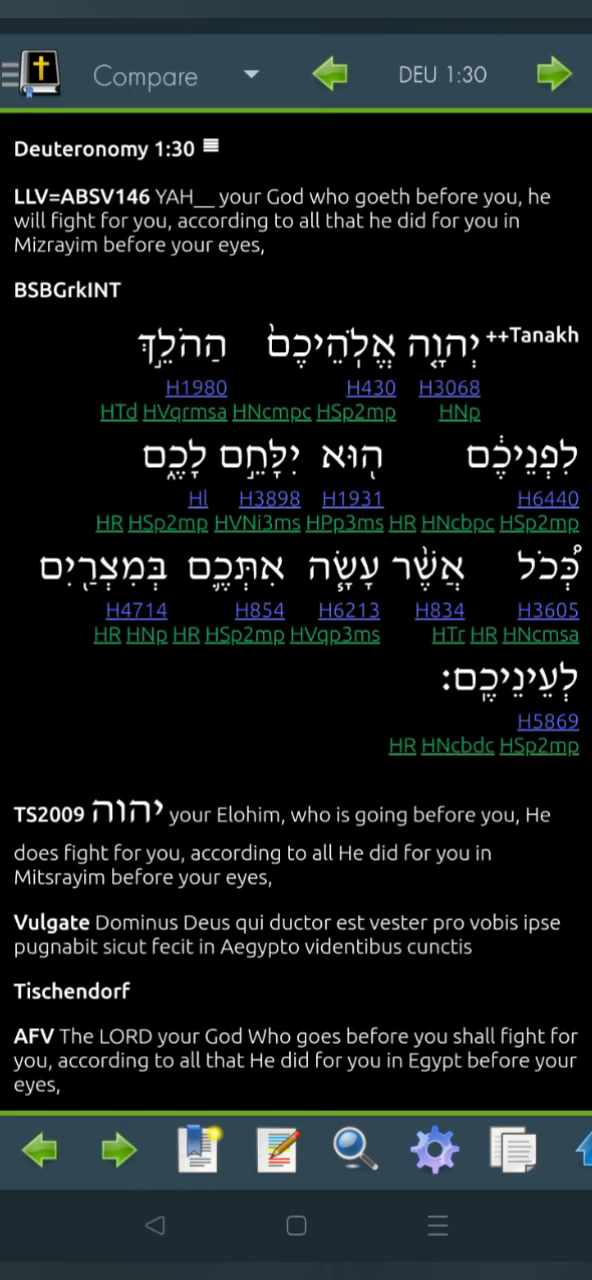 Compare
DEU 1:30
Deuteronomy 1:30
LLV=ABSV146 YAH__ your God who goeth before you, he
will fight for you, according to all that he did for you in
Mizrayim before your eyes,
BSBGrkINT
++Tanakh יְהוָ֤ה אֱלֹֽהֵיכֶם֙ הַהֹלֵ֣ךְ
H1980 H430 H3068
HTd HVqrmsa HNcmpc HSp2mp HNp
לִפְנֵיכֶ֔ם ה֖וּא יִלָּחֵ֣ם לָכֶ֑ם
Hl H3898 H1931 H6440
HR HSp2mp HVNi3ms HPp3ms HR HNcbpc HSp2mp
כְּ֠כֹל אֲשֶׁ֨ר עָשָׂ֧ה אִתְּכֶ֛ם בְּמִצְרַ֖יִם
H4714 H854 H6213 H834 H3605
HR HNp HR HSp2mp HVqp3ms HTr HR HNcmsa
לְעֵינֵיכֶֽם׃
H5869
HR HNcbdc HSp2mp
TS2009 יהוה your Elohim, who is going before you, He
does fight for you, according to all He did for you in
Mitsrayim before your eyes,
Vulgate Dominus Deus qui ductor est vester pro vobis ipse
pugnabit sicut fecit in Aegypto videntibus cunctis
Tischendorf
AFV The LORD your God Who goes before you shall fight for
you, according to all that He did for you in Egypt before your
eyes,